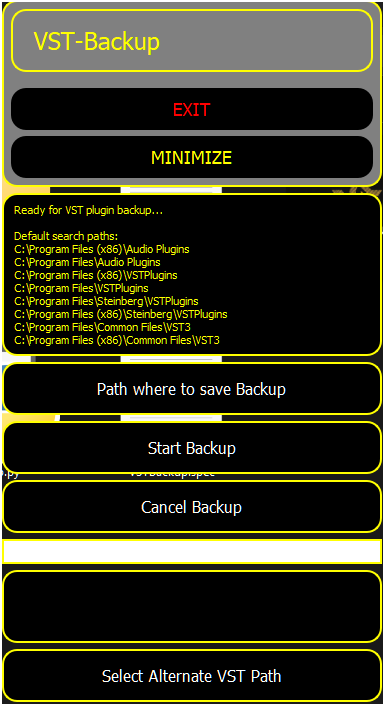 VST-Backup
EXIT
MINIMIZE
Ready for VST plugin backup...
Default search paths:
C:\Program Files (x86)\Audio Plugins
C:\Program Files\Audio Plugins
C:\Program Files (x86)\VSTPlugins
C:\Program Files\VSTPlugins
C:\Program Files\Steinberg\VSTPlugins
C:\Program Files (x86)\Steinberg\VSTPlugins
C:\Program Files\Common Files\VST3
C:\Program Files (x86)\Common Files\VST3
Path where to save Backup
Start Backup
Cancel Backup
Select Alternate VST Path